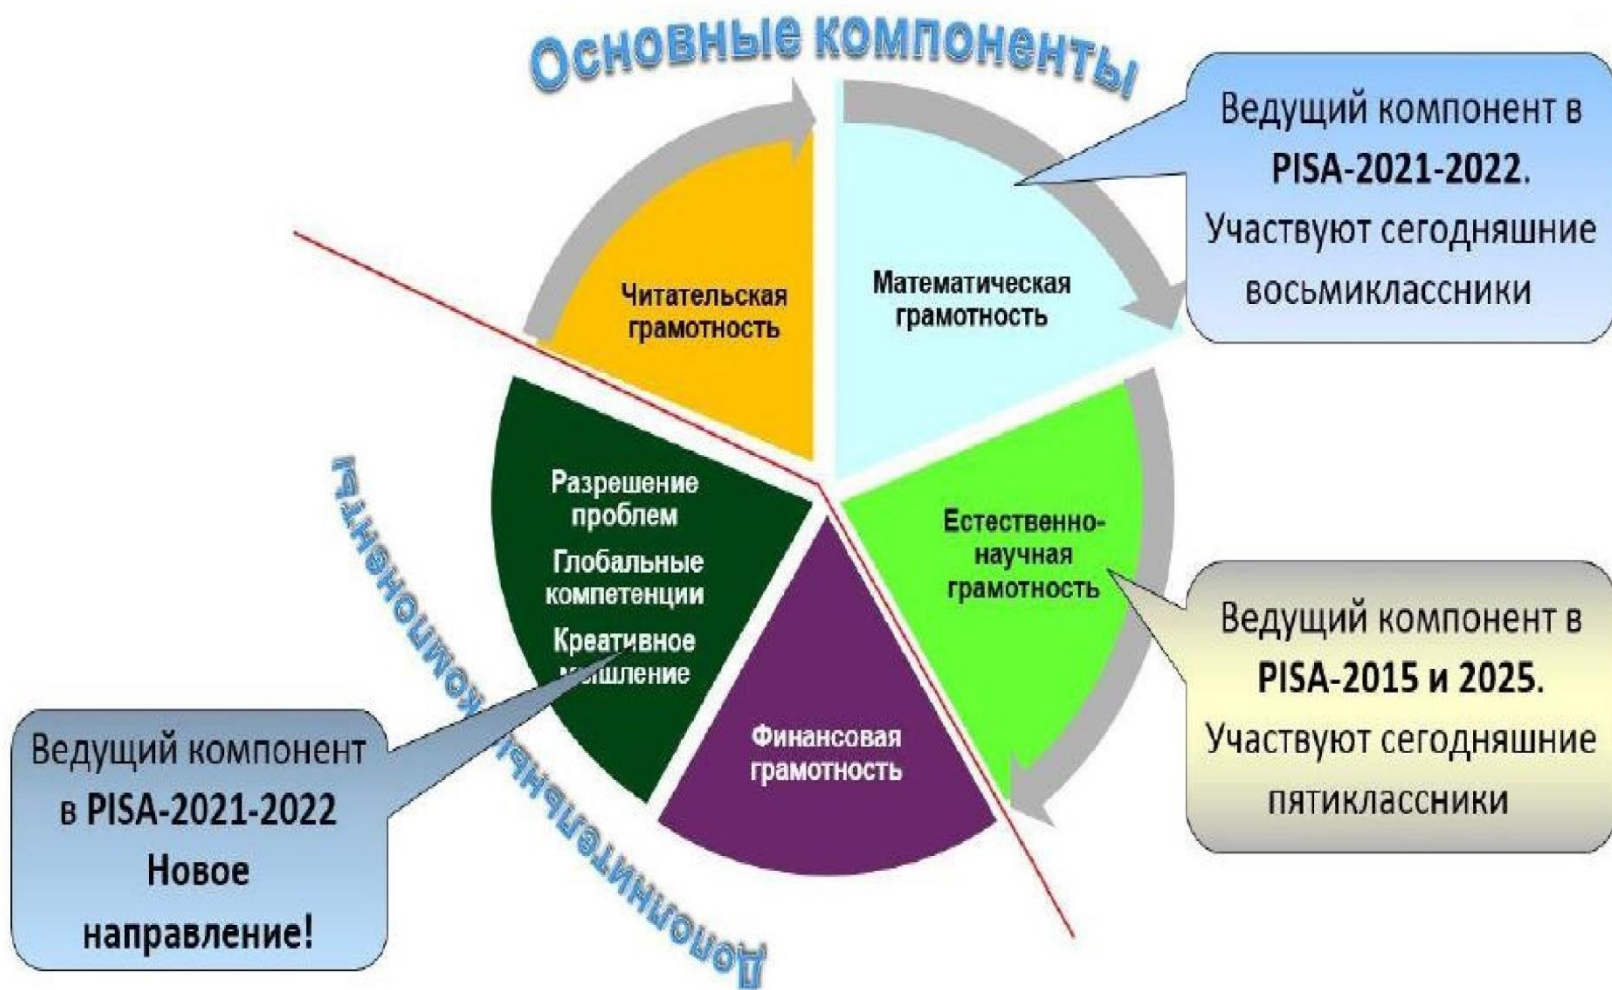 Основные компоненты
Ведущий компонент в
PISA-2021-2022.
Участвуют сегодняшние
восьмиклассники
Читательская
грамотность
Математическая
грамотность
Разрешение
проблем
Глобальные
компетенции
Креативное
мышление
Естественно-
научная
грамотность
Финансовая
грамотность
Ведущий компонент в
PISA-2015 и 2025.
Участвуют сегодняшние
пятиклассники
Ведущий компонент
в PISA-2021-2022
Новое
направление!
Дополнительные компоненты